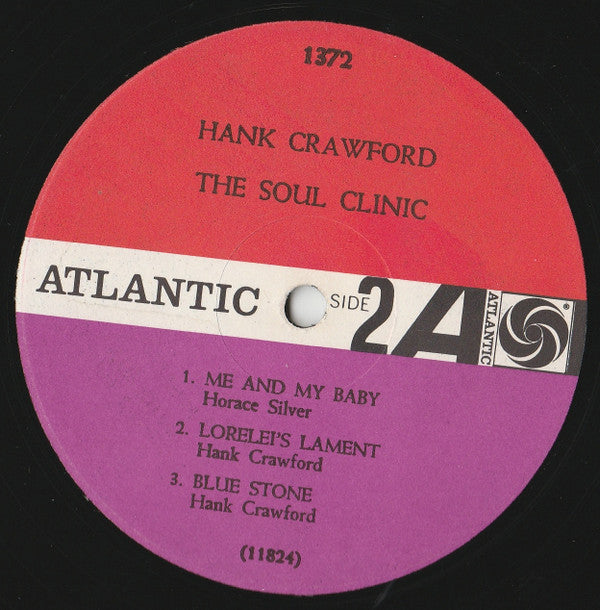 1372
HANK CRAWFORD
THE SOUL CLINIC
ATLANTIC SIDE 2 A ATLANTIC ®
1. ME AND MY BABY
Horace Silver
2. LORELEI'S LAMENT
Hank Crawford
3. BLUE STONE
Hank Crawford
(11824)